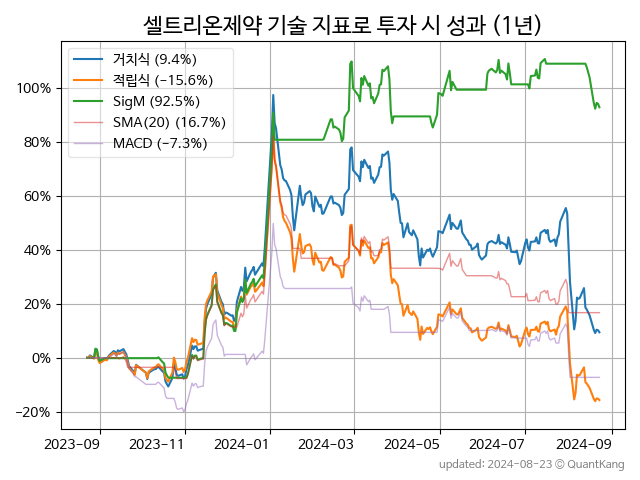 셀트리온제약 기술 지표로 투자 시 성과 (1년)
거치식 (9.4%)
적립식 (−15.6%)
SigM (92.5%)
SMA(20) (16.7%)
MACD (−7.3%)
100%
80%
60%
40%
20%
0%
−20%
2023-09 2023-11 2024-01 2024-03 2024-05 2024-07 2024-09
updated: 2024-08-23 © QuantKang